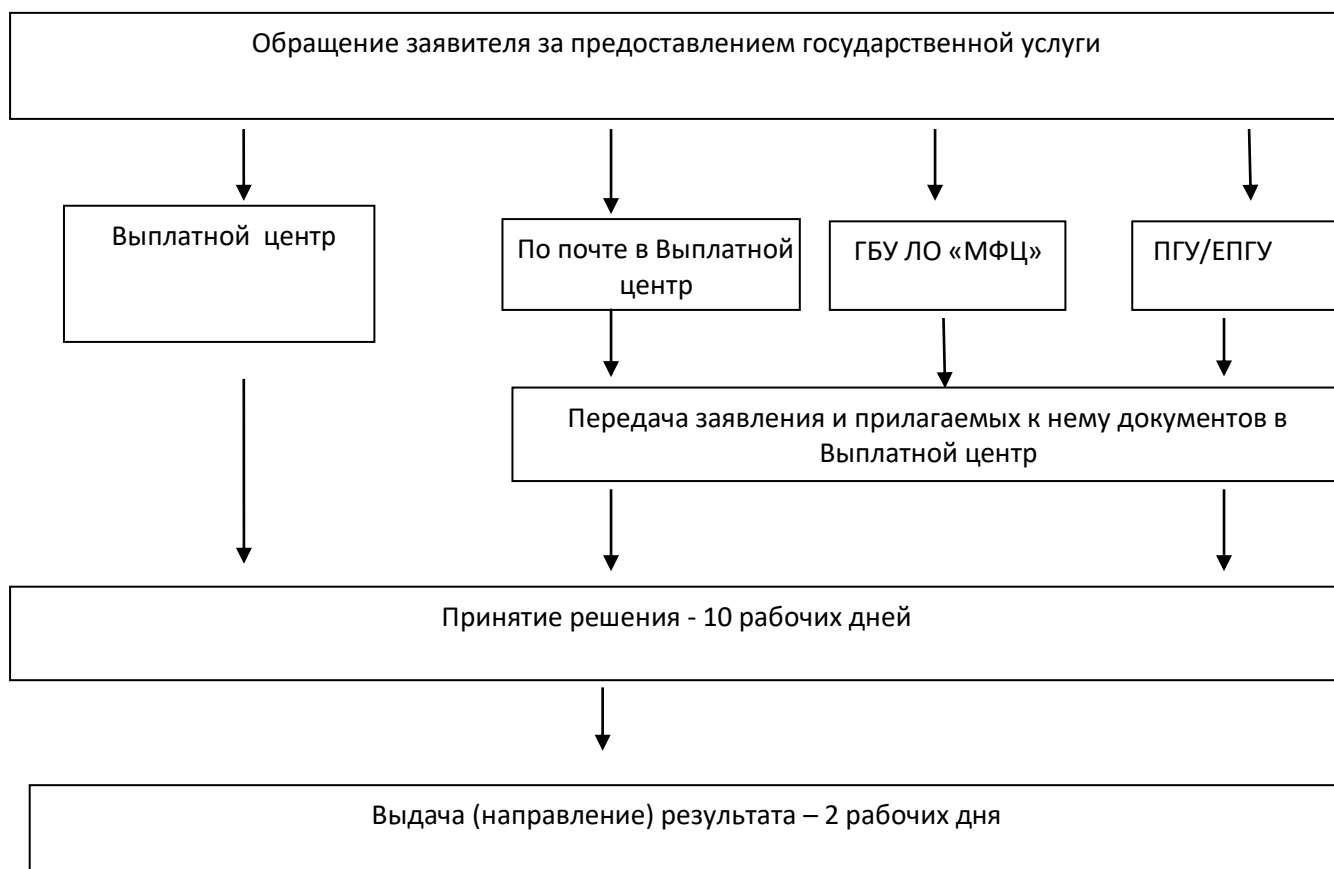 Обращение заявителя за предоставлением государственной услуги
Выплатной центр
По почте в Выплатной
центр
ГБУ ЛО «МФЦ»
ПГУ/ЕПГУ
Передача заявления и прилагаемых к нему документов в
Выплатной центр
Принятие решения - 10 рабочих дней
Выдача (направление) результата – 2 рабочих дня